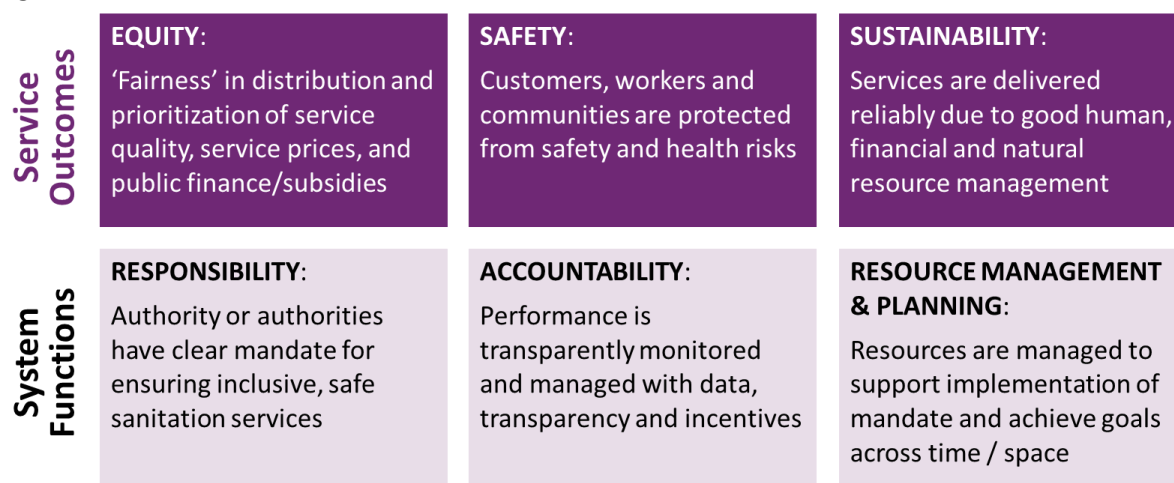 Service
Outcomes
EQUITY:
‘Fairness’ in distribution and
prioritization of service
quality, service prices, and
public finance/subsidies
SAFETY:
Customers, workers and
communities are protected
from safety and health risks
SUSTAINABILITY:
Services are delivered
reliably due to good human,
financial and natural
resource management
System
Functions
RESPONSIBILITY:
Authority or authorities
have clear mandate for
ensuring inclusive, safe
sanitation services
ACCOUNTABILITY:
Performance is
transparently monitored
and managed with data,
transparency and incentives
RESOURCE MANAGEMENT
& PLANNING:
Resources are managed to
support implementation of
mandate and achieve goals
across time / space